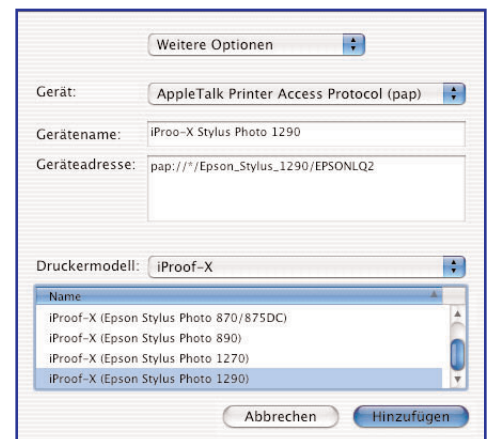 Weitere Optionen
Gerät: AppleTalk Printer Access Protocol (pap)
Gerätename: iProo-X Stylus Photo 1290
Geräteadresse: pap://*/Epson_Stylus_1290/EPSONLQ2
Druckermodell: iProof-X
Name
iProof-X (Epson Stylus Photo 870/875DC)
iProof-X (Epson Stylus Photo 890)
iProof-X (Epson Stylus Photo 1270)
iProof-X (Epson Stylus Photo 1290)
Abbrechen Hinzufügen